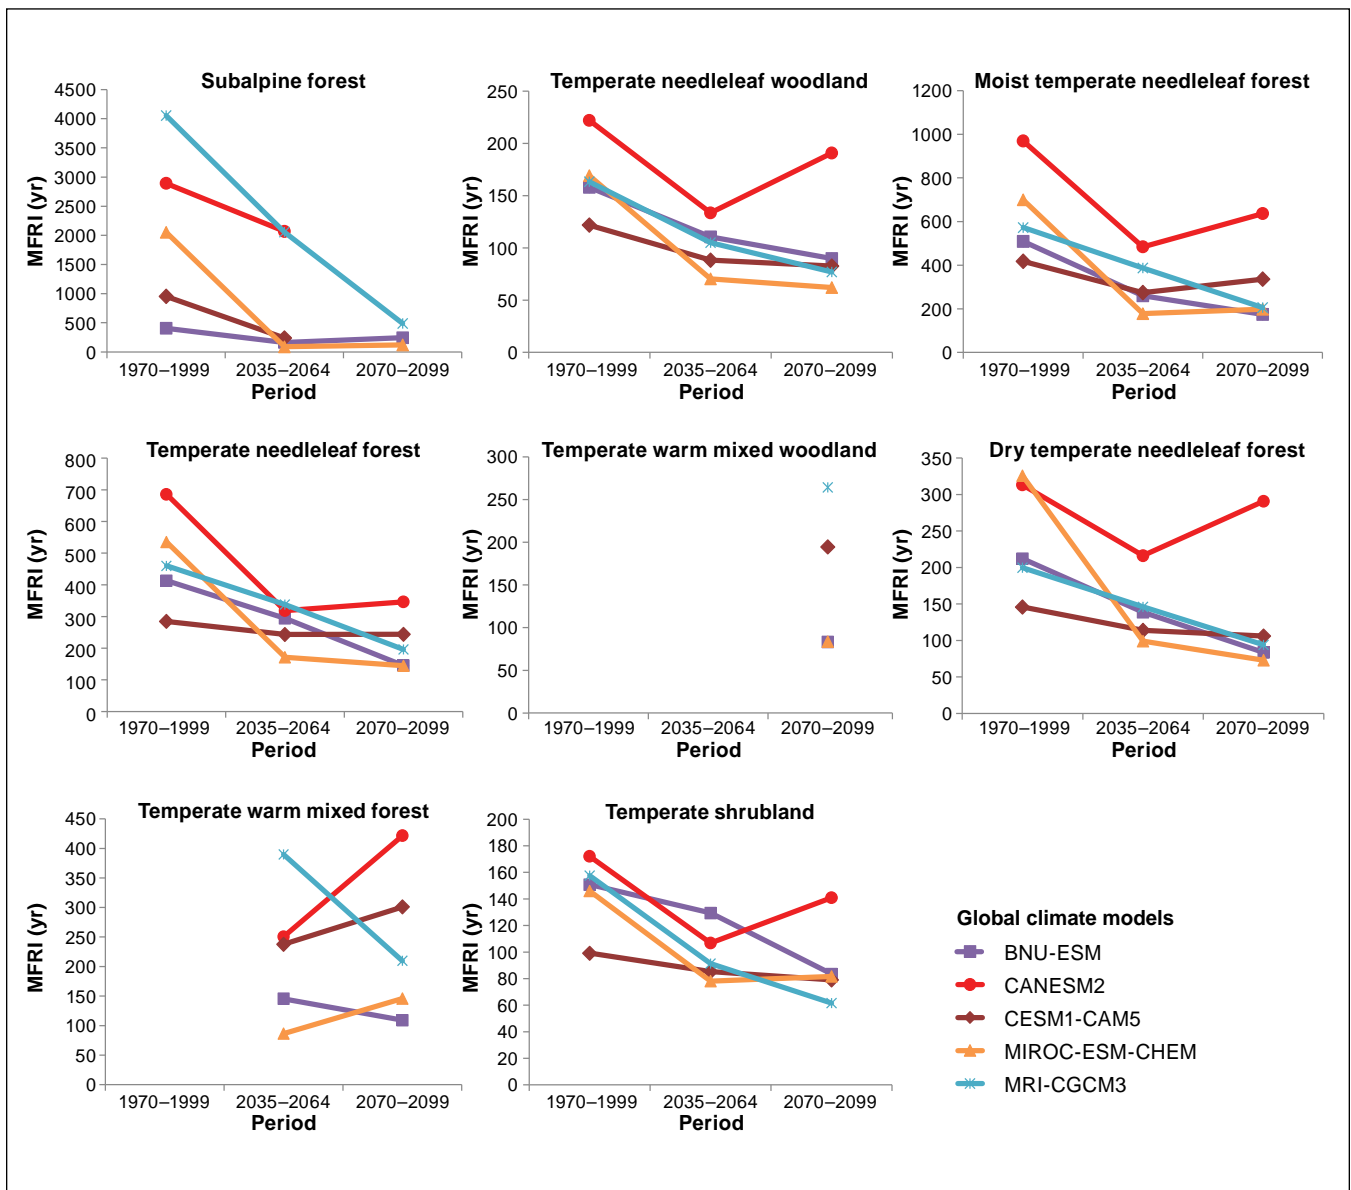 Subalpine forest
4500
4000
3500
3000
2500
2000
1500
1000
500
0
MFRI (yr)
1970–1999 2035–2064 2070–2099
Period
Temperate needleleaf woodland
250
200
150
100
50
0
MFRI (yr)
1970–1999 2035–2064 2070–2099
Period
Moist temperate needleleaf forest
1200
1000
800
600
400
200
0
MFRI (yr)
1970–1999 2035–2064 2070–2099
Period
Temperate needleleaf forest
800
700
600
500
400
300
200
100
0
MFRI (yr)
1970–1999 2035–2064 2070–2099
Period
Temperate warm mixed woodland
300
250
200
150
100
50
0
MFRI (yr)
1970–1999 2035–2064 2070–2099
Period
Dry temperate needleleaf forest
350
300
250
200
150
100
50
0
MFRI (yr)
1970–1999 2035–2064 2070–2099
Period
Temperate warm mixed forest
450
400
350
300
250
200
150
100
50
0
MFRI (yr)
1970–1999 2035–2064 2070–2099
Period
Temperate shrubland
200
180
160
140
120
100
80
60
40
20
0
MFRI (yr)
1970–1999 2035–2064 2070–2099
Period
Global climate models
BNU-ESM
CANESM2
CESM1-CAM5
MIROC-ESM-CHEM
MRI-CGCM3